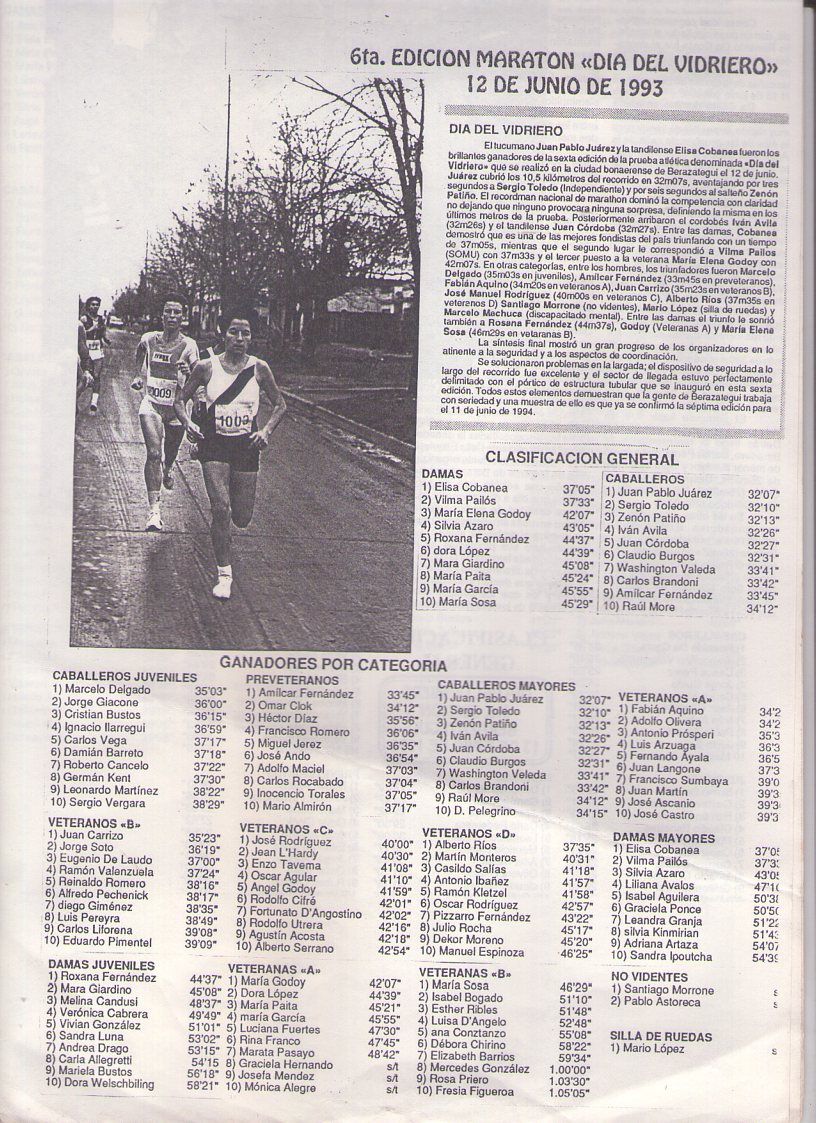 6ta. EDICION MARATON «DIA DEL VIDRIERO»
12 DE JUNIO DE 1993
DIA DEL VIDRIERO
El tucumano Juan Pablo Juárez y la tandilense Elisa Cobanea fueron los
brillantes ganadores de la sexta edición de la prueba atlética denominada «Día del
Vidriero» que se realizó en la ciudad bonaerense de Berazategui el 12 de junio.
Juárez cubrió los 10,5 kilómetros del recorrido en 32m07s, aventajando por tres
segundos a Sergio Toledo (Independiente) y por seis segundos al salteño Zenón
Patiño. El recordman nacional de marathon dominó la competencia con claridad
no dejando que ninguno provocara ninguna sorpresa, definiendo la misma en los
últimos metros de la prueba. Posteriormente arribaron el cordobés Iván Avila
(32m26s) y el tandilense Juan Córdoba (32m27s). Entre las damas, Cobanea
demostró que es una de las mejores fondistas del país triunfando con un tiempo
de 37m05s, mientras que el segundo lugar le correspondió a Vilma Pailos
(SOMU) con 37m33s y el tercer puesto a la veterana María Elena Godoy con
42m07s. En otras categorías, entre los hombres, los triunfadores fueron Marcelo
Delgado (35m03s en juveniles), Amilcar Fernández (33m45s en preveteranos),
Fabián Aquino (34m20s en veteranos A), Juan Carrizo (35m23s en veteranos B),
José Manuel Rodríguez (40m00s en veteranos C), Alberto Ríos (37m35s en
veteranos D) Santiago Morrone (no videntes), Mario López (silla de ruedas) y
Marcelo Machuca (discapacitado mental). Entre las damas el triunfo le sonrió
también a Rosana Fernández (44m37s), Godoy (Veteranas A) y María Elena
Sosa (46m29s en vetaranas B).
La síntesis final mostró un gran progreso de los organizadores en lo
atinente a la seguridad y a los aspectos de coordinación.
Se solucionaron problemas en la largada; el dispositivo de seguridad a lo
largo del recorrido fue excelente y el sector de llegada estuvo perfectamente
delimitado con el pórtico de estructura tubular que se inauguró en esta sexta
edición. Todos estos elementos demuestran que la gente de Berazategui trabaja
con seriedad y una muestra de ello es que ya se confirmó la séptima edición para
el 11 de junio de 1994.
1009
1003
CLASIFICACION GENERAL
DAMAS
1) Elisa Cobanea 37'05"
2) Vilma Pailós 37'33"
3) María Elena Godoy 42'07"
4) Silvia Azaro 43'05"
5) Roxana Fernández 44'37"
6) dora López 44'39"
7) Mara Giardino 45'08"
8) María Paita 45'24"
9) María García 45'55"
10) María Sosa 45'29"
CABALLEROS
1) Juan Pablo Juárez 32'07"
2) Sergio Toledo 32'10"
3) Zenón Patiño 32'13"
4) Iván Avila 32'26"
5) Juan Córdoba 32'27"
6) Claudio Burgos 32'31"
7) Washington Valeda 33'41"
8) Carlos Brandoni 33'42"
9) Amílcar Fernández 33'45"
10) Raúl More 34'12"
GANADORES POR CATEGORIA
CABALLEROS JUVENILES
1) Marcelo Delgado 35'03"
2) Jorge Giacone 36'00"
3) Cristian Bustos 36'15"
4) Ignacio Ilarregui 36'59"
5) Carlos Vega 37'17"
6) Damián Barreto 37'18"
7) Roberto Cancelo 37'22"
8) Germán Kent 37'30"
9) Leonardo Martínez 38'22"
10) Sergio Vergara 38'29"
PREVETERANOS
1) Amílcar Fernández 33'45"
2) Omar Clok 34'12"
3) Héctor Díaz 35'56"
4) Francisco Romero 36'06"
5) Miguel Jerez 36'35"
6) José Ando 36'54"
7) Adolfo Maciel 37'03"
8) Carlos Rocabado 37'04"
9) Inocencio Torales 37'05"
10) Mario Almirón 37'17"
CABALLEROS MAYORES
1) Juan Pablo Juárez 32'07"
2) Sergio Toledo 32'10"
3) Zenón Patiño 32'13"
4) Iván Avila 32'26"
5) Juan Córdoba 32'27"
6) Claudio Burgos 32'31"
7) Washington Veleda 33'41"
8) Carlos Brandoni 33'42"
9) Raúl More 34'12"
10) D. Pelegrino 34'15"
VETERANOS «A»
1) Fabián Aquino 34'2
2) Adolfo Olivera 34'2
3) Antonio Prósperi 35'3
4) Luis Arzuaga 36'3
5) Fernando Ayala 36'5
6) Juan Langone 37'3
7) Francisco Sumbaya 39'0
8) Juan Martín 39'3
9) José Ascanio 39'3
10) José Castro 39'3
VETERANOS «B»
1) Juan Carrizo 35'23"
2) Jorge Soto 36'19"
3) Eugenio De Laudo 37'00"
4) Ramón Valenzuela 37'24"
5) Reinaldo Romero 38'16"
6) Alfredo Pechenick 38'17"
7) diego Giménez 38'35"
8) Luis Pereyra 38'49"
9) Carlos Liforena 39'08"
10) Eduardo Pimentel 39'09"
VETERANOS «C»
1) José Rodríguez 40'00"
2) Jean L'Hardy 40'30"
3) Enzo Taverna 41'08"
4) Oscar Agular 41'10"
5) Angel Godoy 41'59"
6) Rodolfo Cifré 42'01"
7) Fortunato D'Angostino 42'02"
8) Rodolfo Utrera 42'16"
9) Agustín Acosta 42'18"
10) Alberto Serrano 42'54"
VETERANOS «D»
1) Alberto Ríos 37'35"
2) Martín Monteros 40'31"
3) Casildo Salías 41'18"
4) Antonio Ibañez 41'57"
5) Ramón Kletzel 41'58"
6) Oscar Rodríguez 42'57"
7) Pizzarro Fernández 43'22"
8) Julio Rocha 45'17"
9) Dekor Moreno 45'20"
10) Manuel Espinoza 46'25"
DAMAS MAYORES
1) Elisa Cobanea 37'05
2) Vilma Pailos 37'33
3) Silvia Azaro 43'05
4) Liliana Avalos 47'10
5) Isabel Aguilera 50'38
6) Graciela Ponce 50'50
7) Leandra Granja 51'22
8) silvia Kinmirian 51'43
9) Adriana Artaza 54'07
10) Sandra Ipoutcha 54'39
DAMAS JUVENILES
1) Roxana Fernández 44'37"
2) Mara Giardino 45'08"
3) Melina Candusi 48'37"
4) Verónica Cabrera 49'49"
5) Vivian González 51'01"
6) Sandra Luna 53'02"
7) Andrea Drago 53'15"
8) Carla Allegretti 54'15
9) Mariela Bustos 56'18"
10) Dora Welschbiling 58'21"
VETERANAS «A»
1) María Godoy 42'07"
2) Dora López 44'39"
3) María Paita 45'21"
4) maría García 45'55"
5) Luciana Fuertes 47'30"
6) Rina Franco 47'45"
7) Marata Pasayo 48'42"
8) Graciela Hernando s/t
9) Josefa Mendez s/t
10) Mónica Alegre s/t
VETERANAS «B»
1) María Sosa 46'29"
2) Isabel Bogado 51'10"
3) Esther Ribles 51'48"
4) Luisa D'Angelo 52'48"
5) ana Conztanzo 55'08"
6) Débora Chirino 58'22"
7) Elizabeth Barrios 59'34"
8) Mercedes González 1.00'00"
9) Rosa Priero 1.03'30"
10) Fresia Figueroa 1.05'05"
NO VIDENTES
1) Santiago Morrone s
2) Pablo Astoreca s
SILLA DE RUEDAS
1) Mario López s